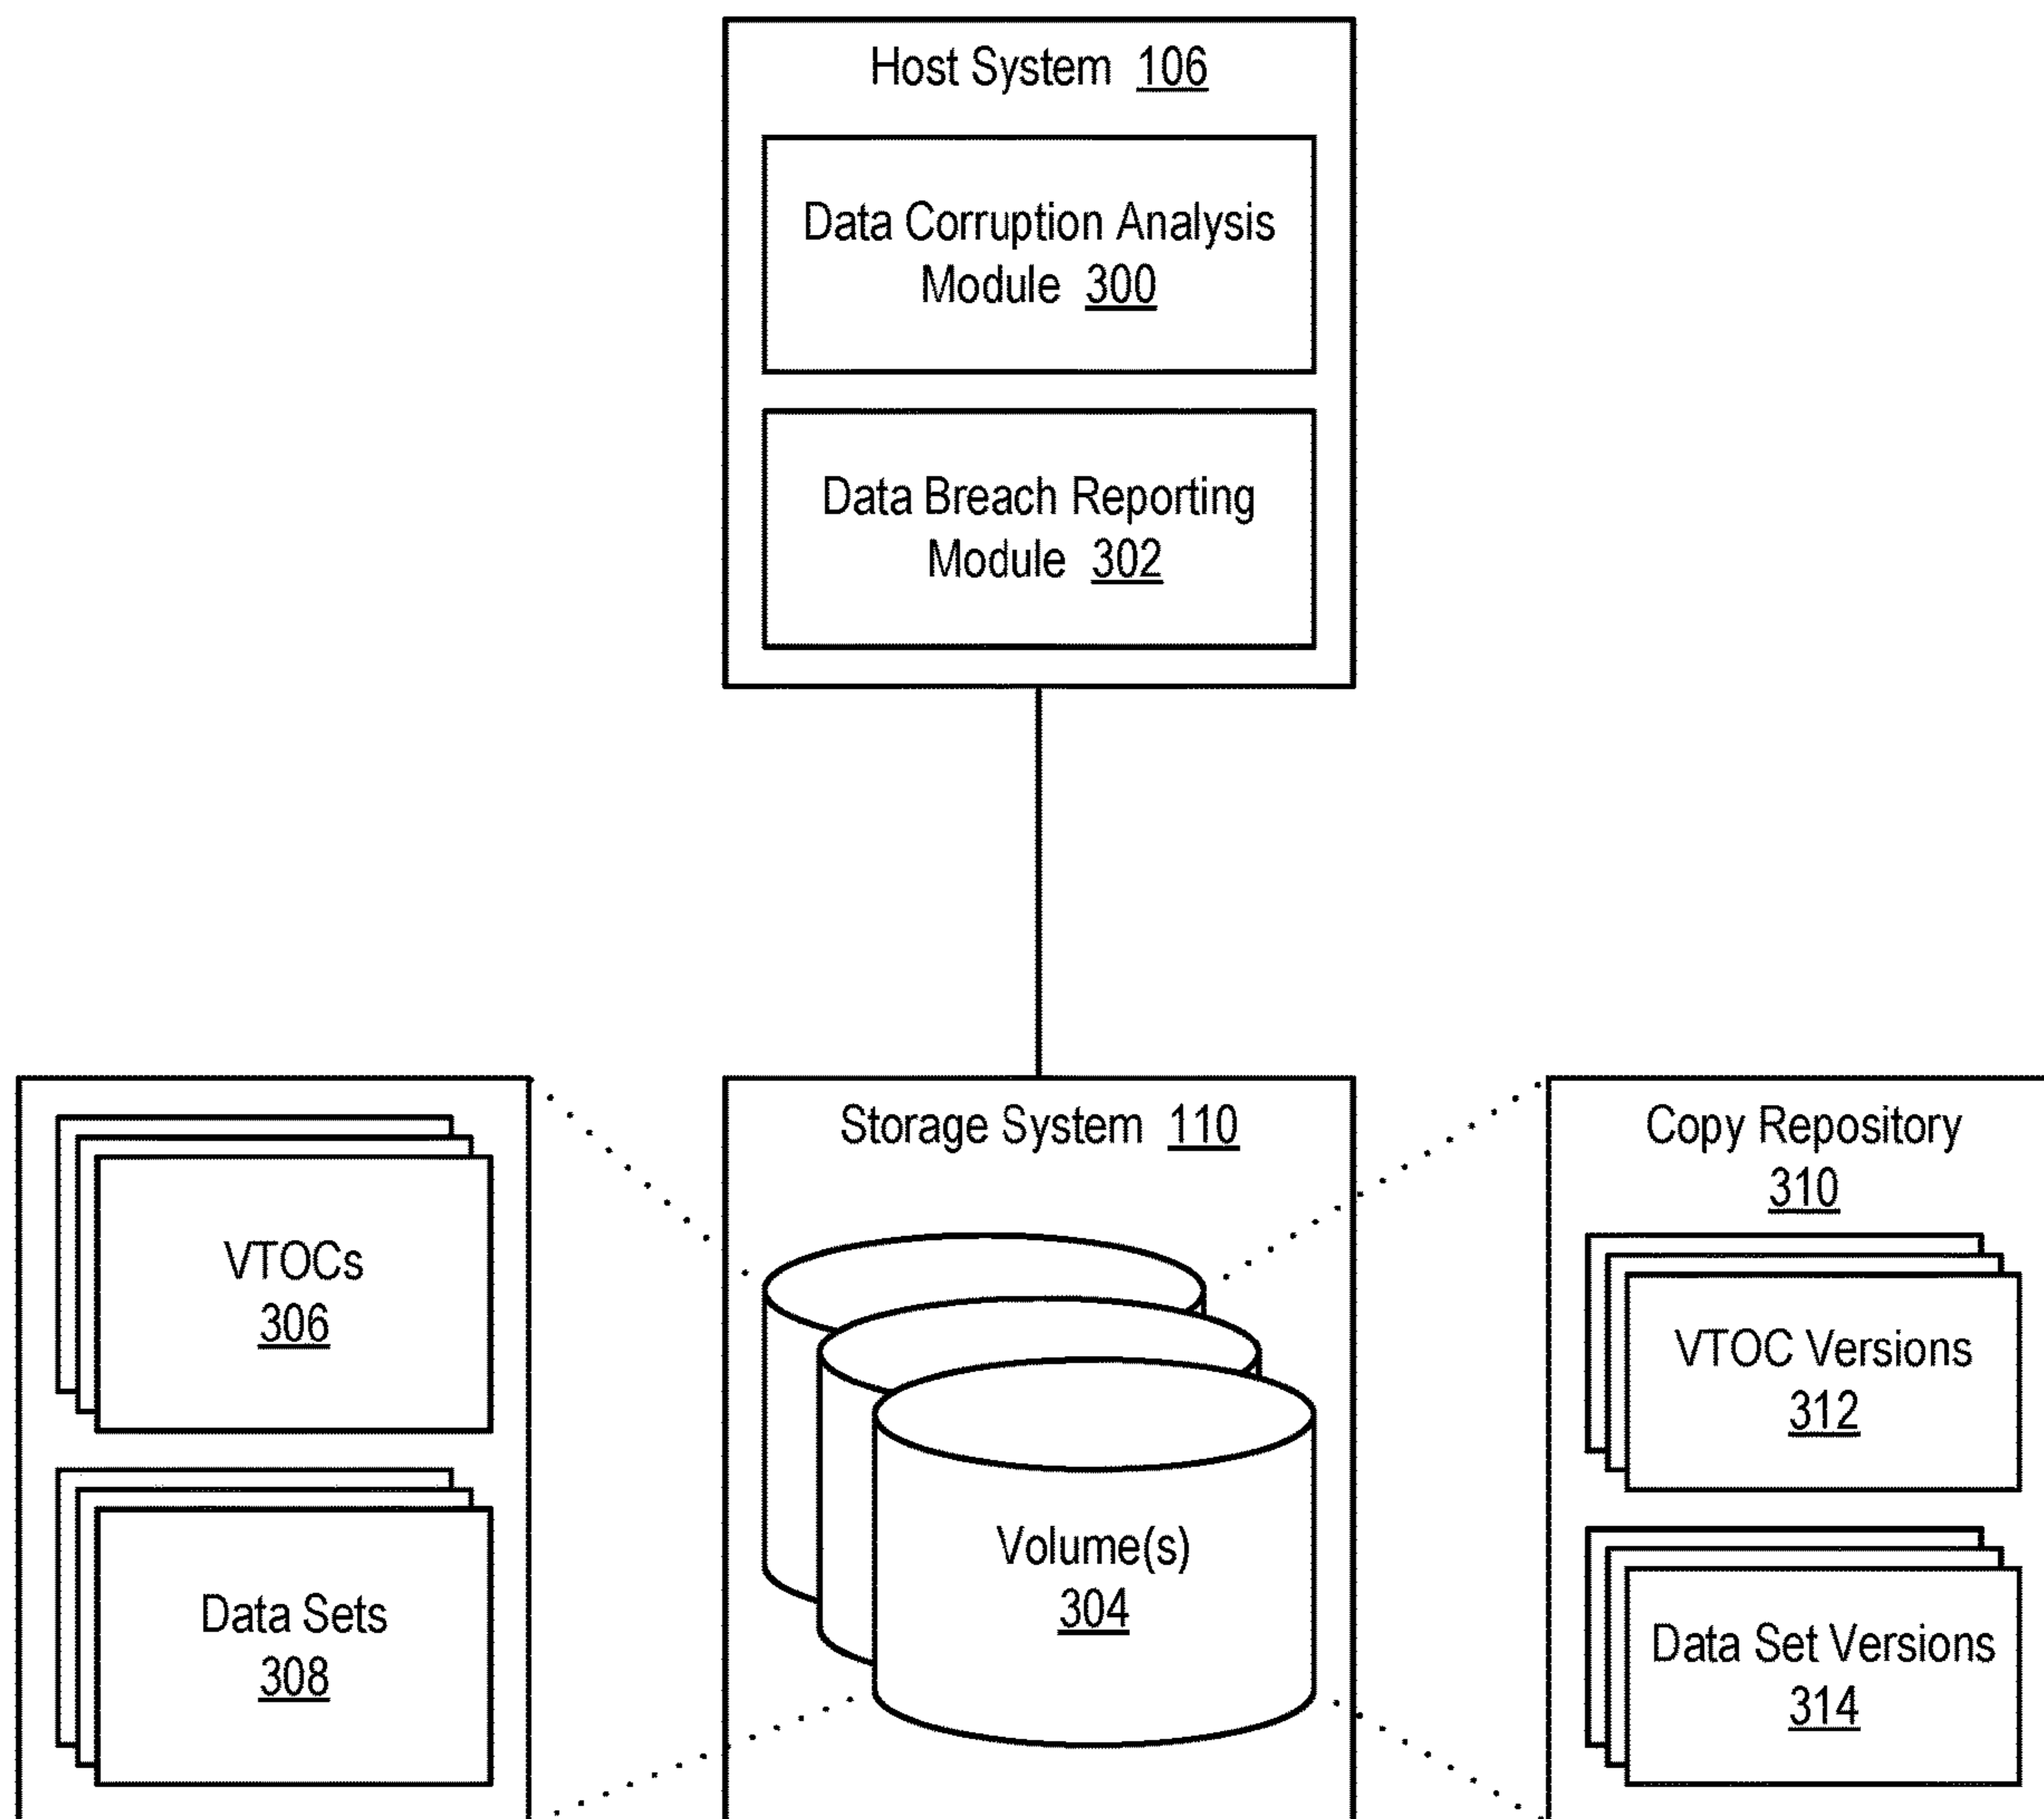 Host System 106
Data Corruption Analysis
Module 300
Data Breach Reporting
Module 302
VTOCs
306
Data Sets
308
Storage System 110
Volume(s)
304
Copy Repository
310
VTOC Versions
312
Data Set Versions
314